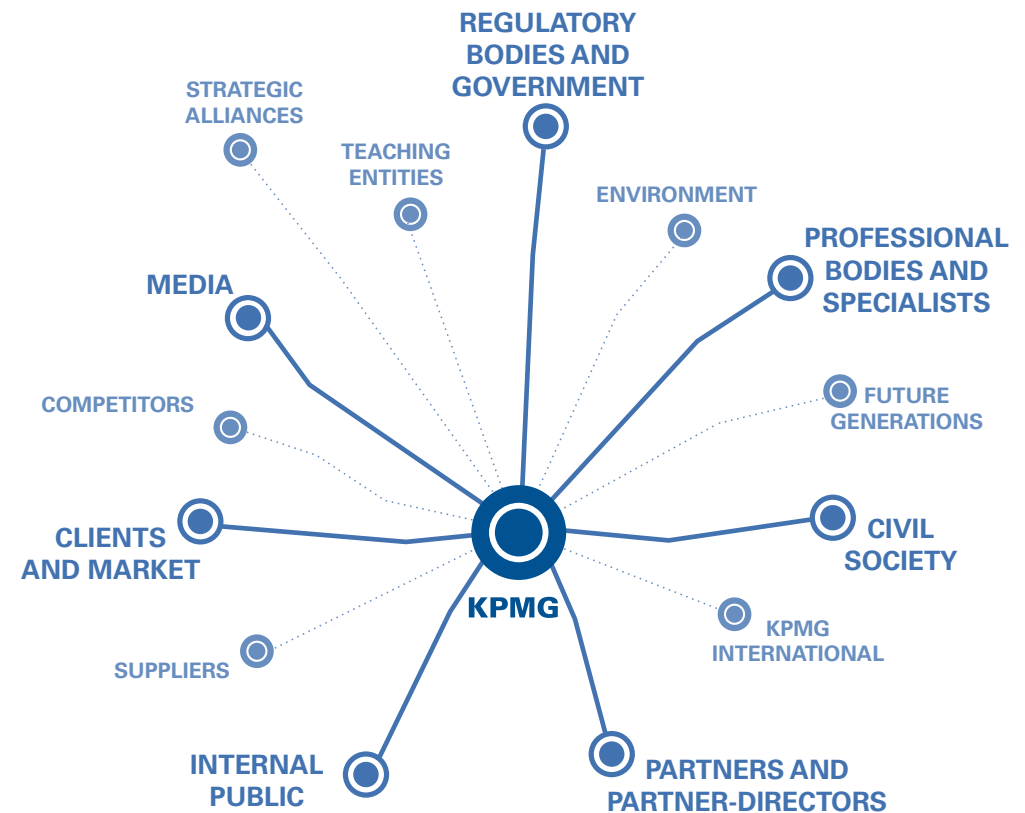 REGULATORY
BODIES AND
GOVERNMENT
STRATEGIC
ALLIANCES
TEACHING
ENTITIES
ENVIRONMENT
PROFESSIONAL
BODIES AND
SPECIALISTS
MEDIA
COMPETITORS
FUTURE
GENERATIONS
CLIENTS
AND MARKET
CIVIL
SOCIETY
KPMG
KPMG
INTERNATIONAL
SUPPLIERS
INTERNAL
PUBLIC
PARTNERS AND
PARTNER-DIRECTORS